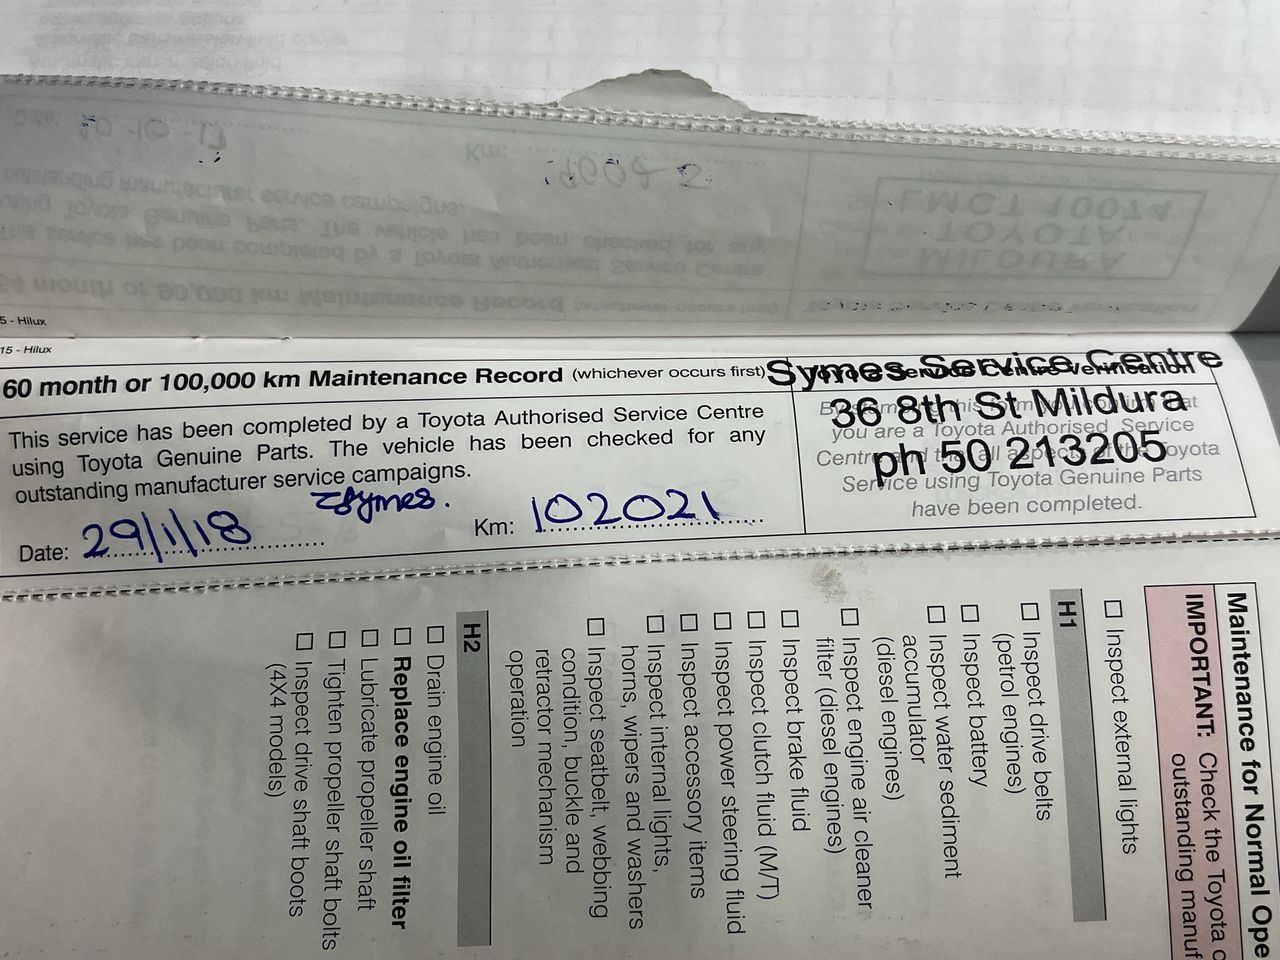 5 - Hilux
15 - Hilux
60 month or 100,000 km Maintenance Record (whichever occurs first)
This service has been completed by a Toyota Authorised Service Centre
using Toyota Genuine Parts. The vehicle has been checked for any
outstanding manufacturer service campaigns.
Symes.
Date: 29/1/18
Km: 102021
Symes Service Centre
36 8th St Mildura
ph 50 213205
you are a Toyota Authorised Service
Service using Toyota Genuine Parts
have been completed.
Maintenance for Normal Ope
IMPORTANT: Check the Toyota
outstanding manuf
☐ Inspect external lights
H1
☐ Inspect drive belts
(petrol engines)
☐ Inspect battery
☐ Inspect water sediment
accumulator
(diesel engines)
☐ Inspect engine air cleaner
filter (diesel engines)
☐ Inspect brake fluid
☐ Inspect clutch fluid (M/T)
☐ Inspect power steering fluid
☐ Inspect accessory items
☐ Inspect internal lights,
horns, wipers and washers
☐ Inspect seatbelt, webbing
condition, buckle and
retractor mechanism
operation
H2
☐ Drain engine oil
☐ Replace engine oil filter
☐ Lubricate propeller shaft
☐ Tighten propeller shaft bolts
☐ Inspect drive shaft boots
(4X4 models)